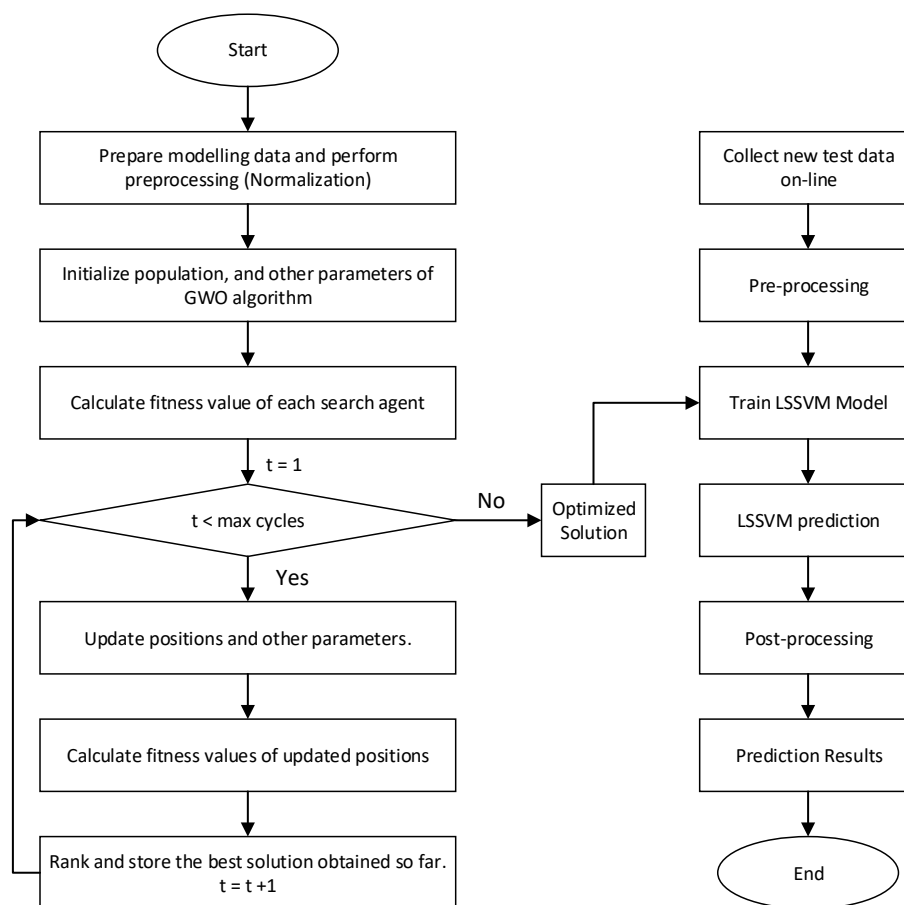 Start
Prepare modelling data and perform
preprocessing (Normalization)
Initialize population, and other parameters of
GWO algorithm
Calculate fitness value of each search agent
t = 1
t < max cycles
No
Yes
Optimized
Solution
Update positions and other parameters.
Calculate fitness values of updated positions
Rank and store the best solution obtained so far.
t = t +1
Collect new test data
on-line
Pre-processing
Train LSSVM Model
LSSVM prediction
Post-processing
Prediction Results
End